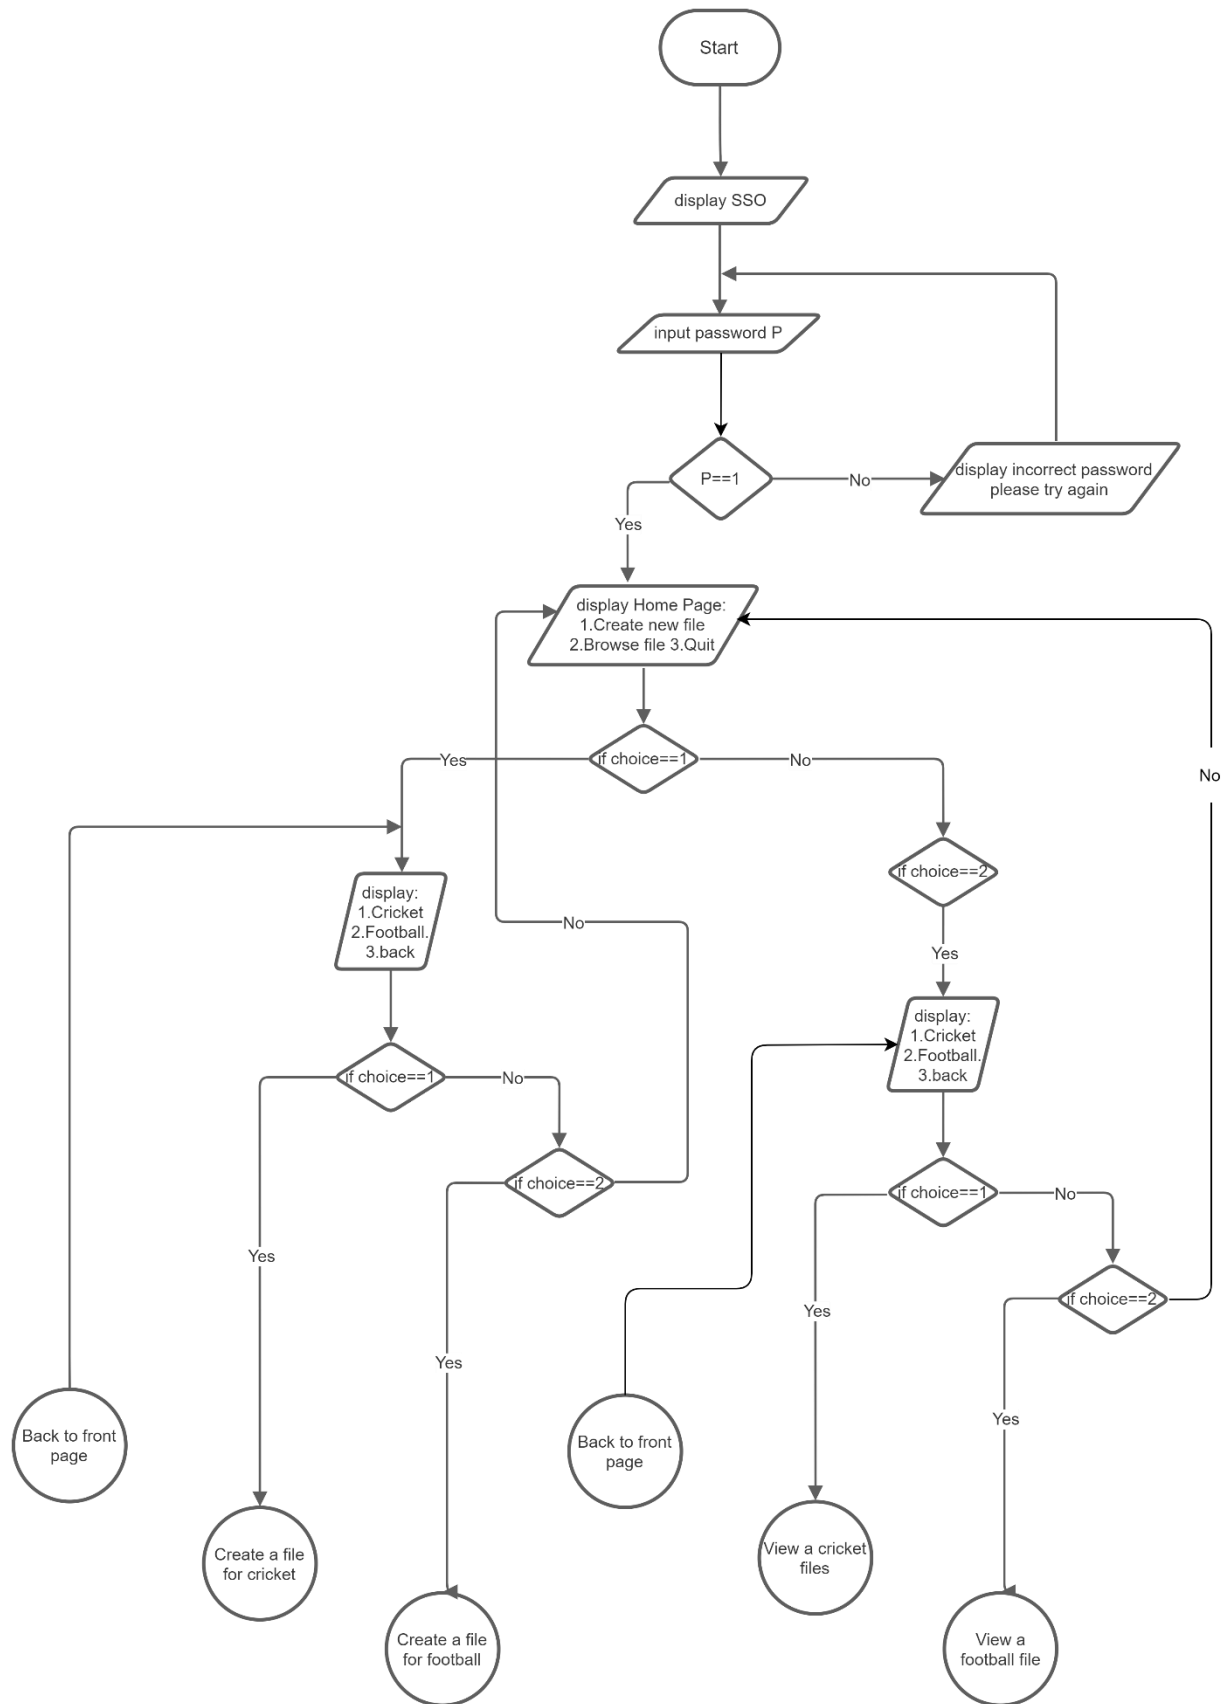 Start
display SSO
input password P
P==1
No
display incorrect password
please try again
Yes
display Home Page:
1.Create new file
2.Browse file 3.Quit
if choice==1
Yes
No
No
if choice==2
display:
1.Cricket
2.Football.
3.back
No
Yes
display:
1.Cricket
2.Football.
3.back
if choice==1
No
if choice==2
if choice==1
No
Yes
if choice==2
Yes
Yes
Yes
Back to front
page
Back to front
page
Create a file
for cricket
View a cricket
files
Create a file
for football
View a
football file